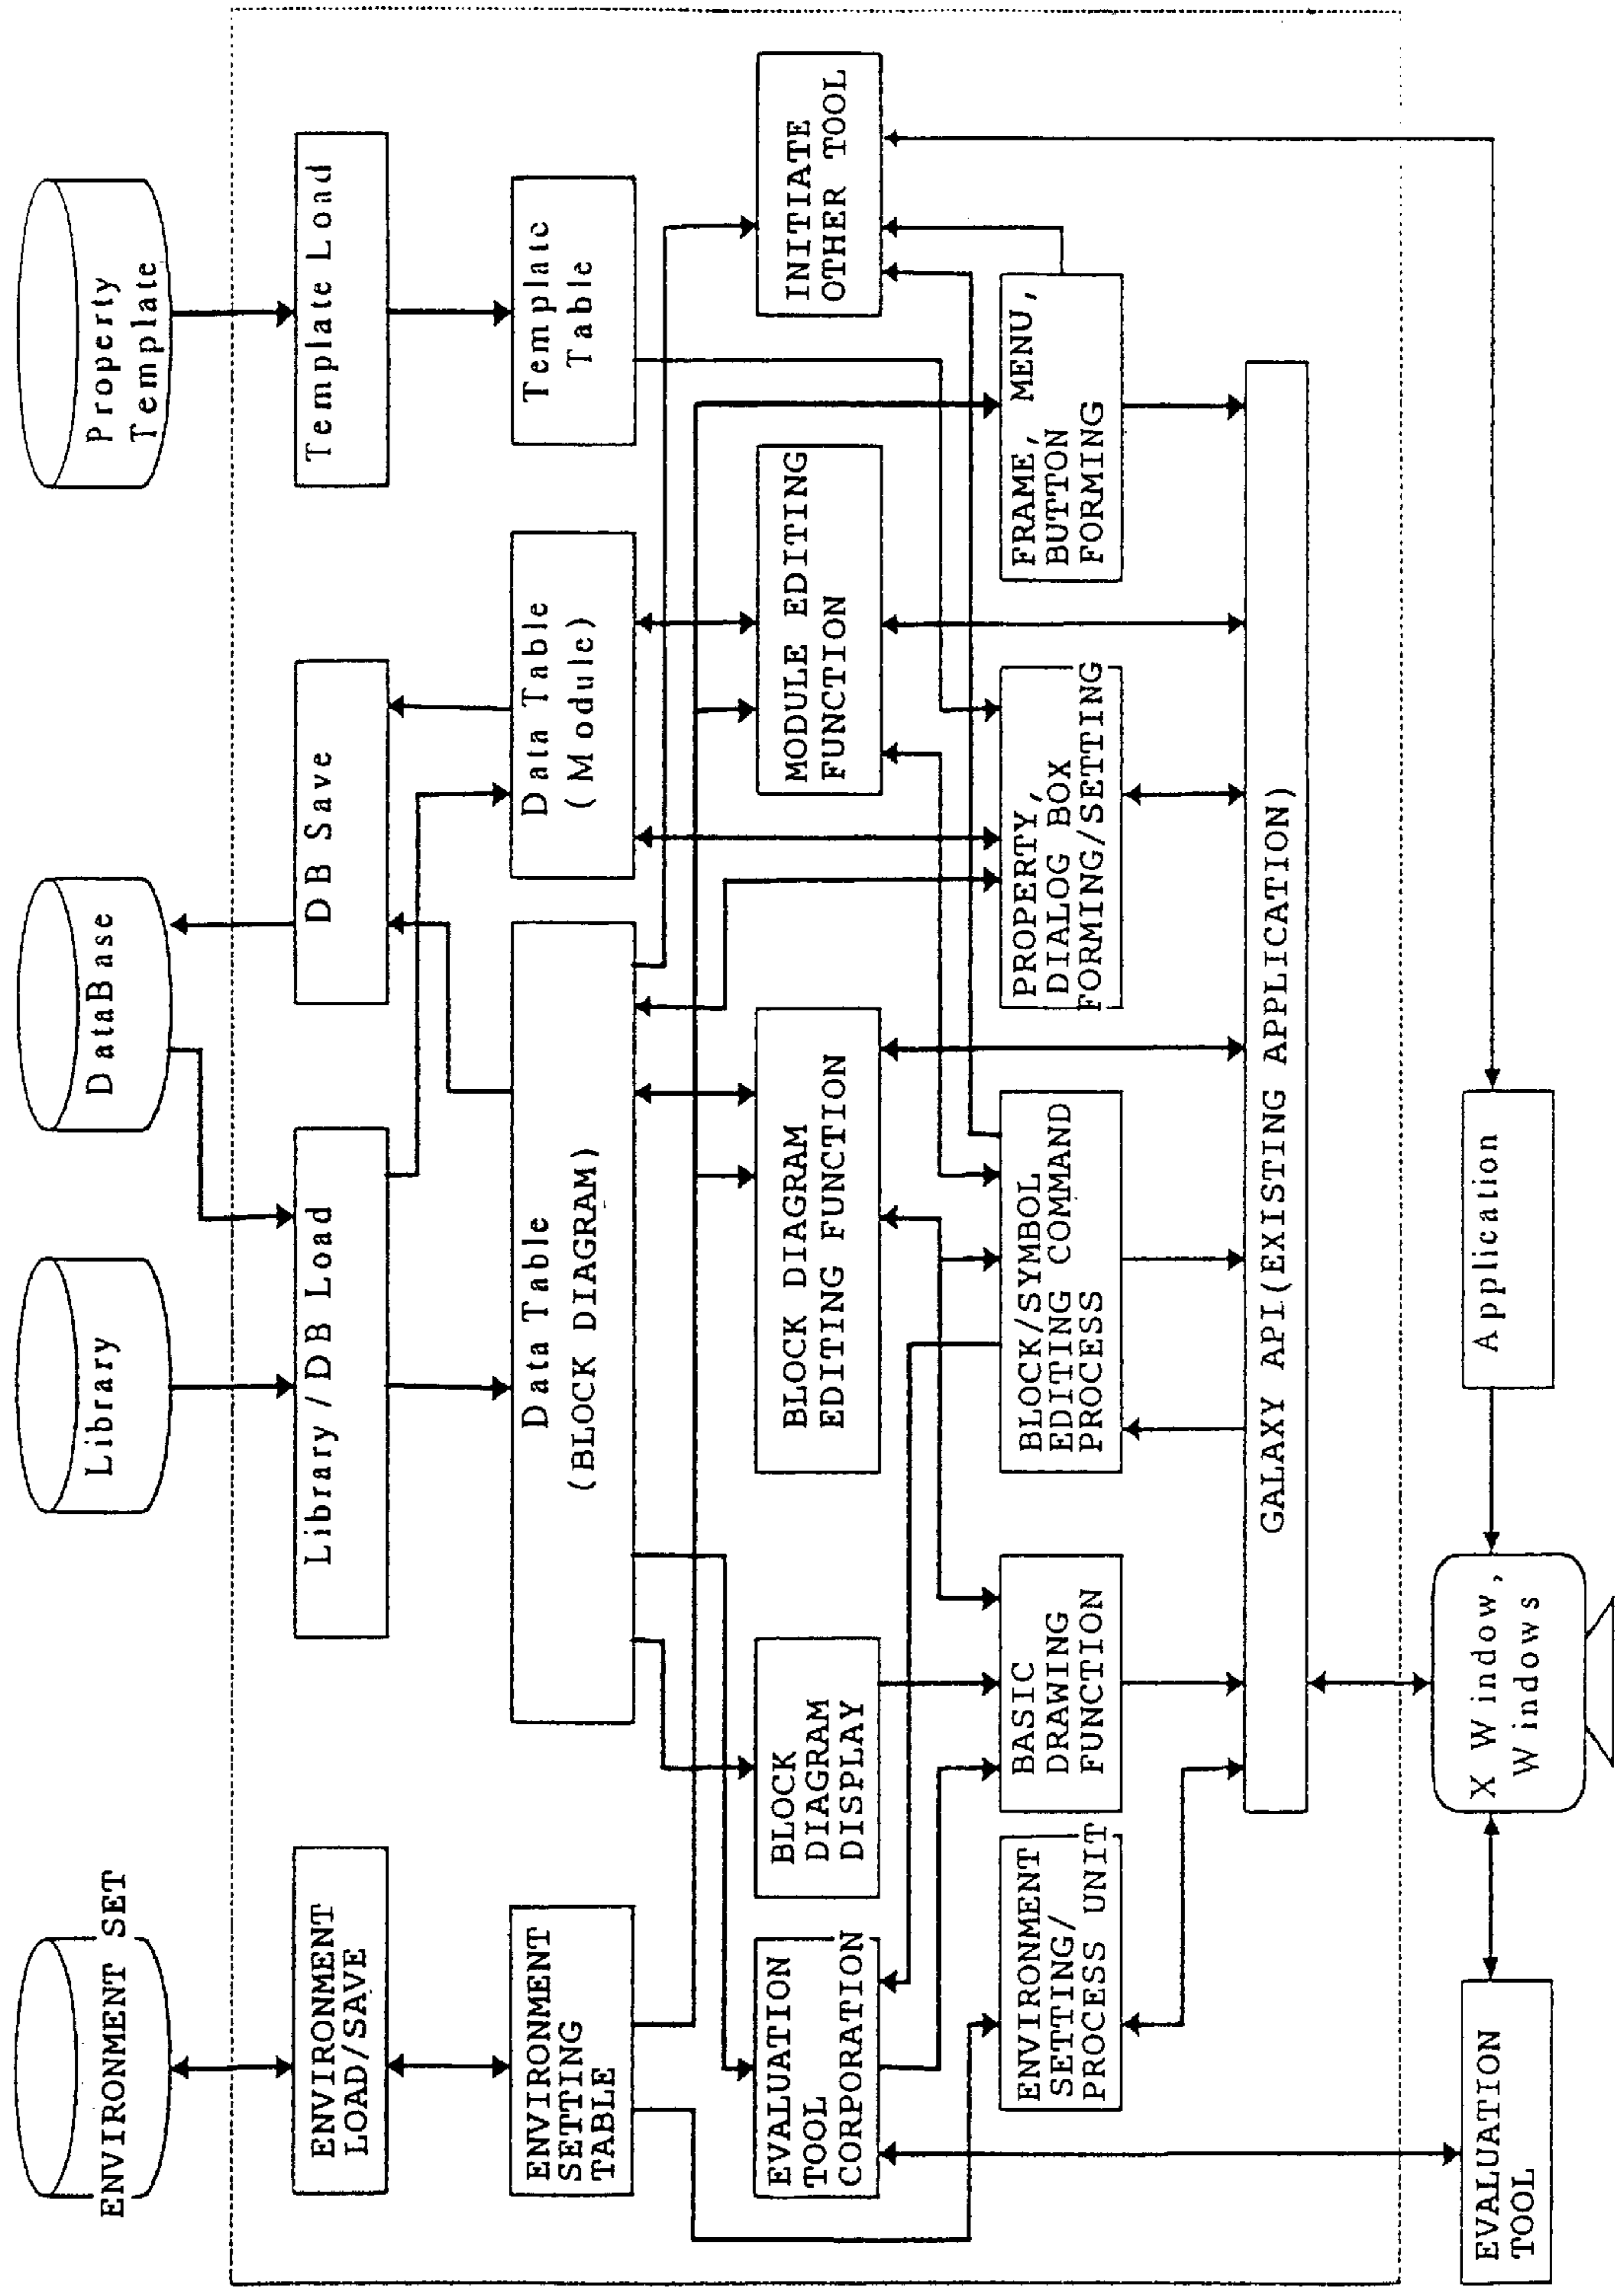 ENVIRONMENT SET
Library
DataBase
Property
Template
ENVIRONMENT
LOAD/SAVE
Library/DB Load
DB Save
Template Load
ENVIRONMENT
SETTING
TABLE
Data Table
(BLOCK DIAGRAM)
Data Table
(Module)
Template
Table
EVALUATION
TOOL
CORPORATION
BLOCK
DIAGRAM
DISPLAY
BLOCK DIAGRAM
EDITING FUNCTION
MODULE EDITING
FUNCTION
INITIATE
OTHER TOOL
ENVIRONMENT
SETTING/
PROCESS UNIT
BASIC
DRAWING
FUNCTION
BLOCK/SYMBOL
EDITING COMMAND
PROCESS
PROPERTY,
DIALOG BOX
FORMING/SETTING
FRAME, MENU,
BUTTON
FORMING
GALAXY API(EXISTING APPLICATION)
EVALUATION
TOOL
X Window,
Windows
Application